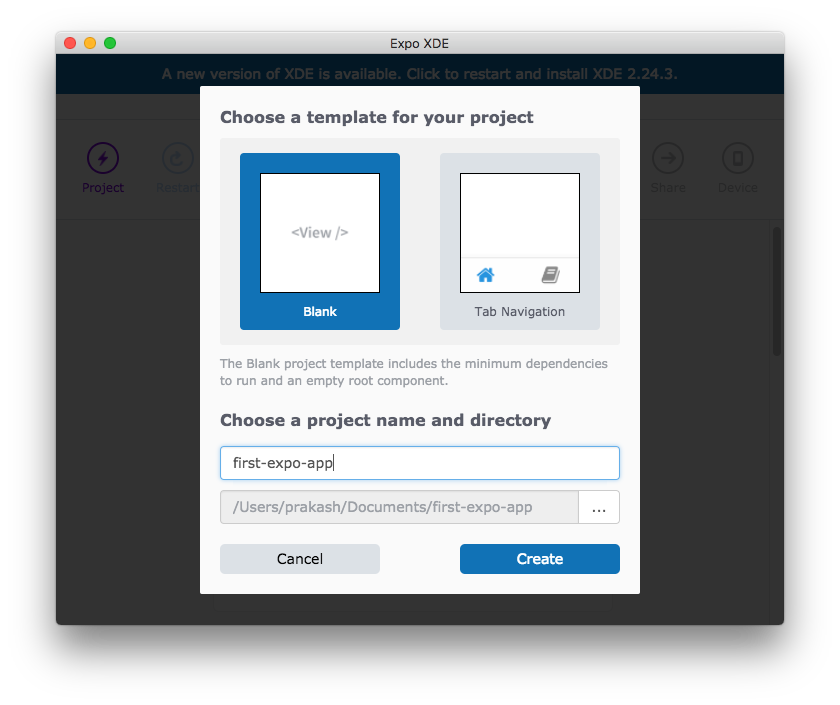 Expo XDE
A new version of XDE is available. Click to restart and install XDE 2.24.3.
Choose a template for your project
Project
Restart
Share
Device
<View />
Blank
Tab Navigation
The Blank project template includes the minimum dependencies
to run and an empty root component.
Choose a project name and directory
first-expo-app
/Users/prakash/Documents/first-expo-app
...
Cancel
Create